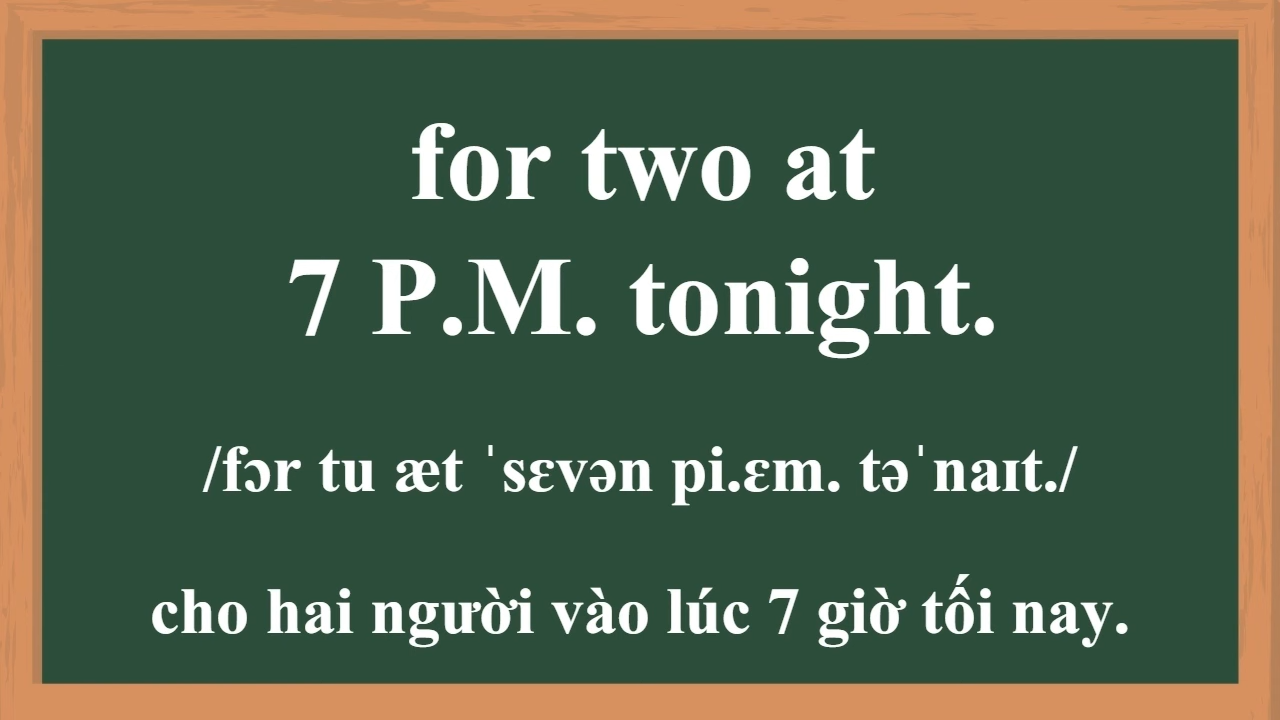 for two at
7 P.M. tonight.
/fɔr tu æt ˈsɛvən pi.ɛm. təˈnaɪt./
cho hai người vào lúc 7 giờ tối nay.